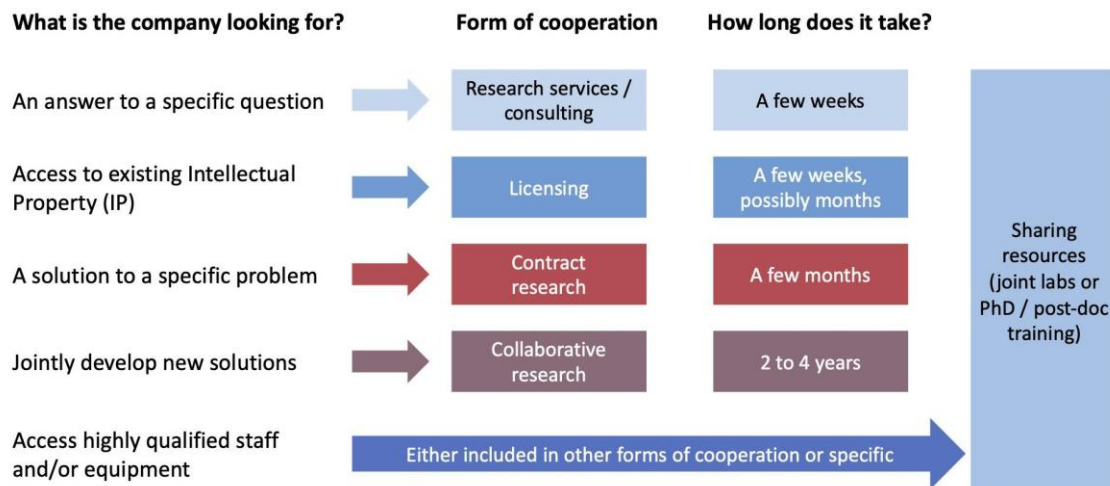 What is the company looking for?
Form of cooperation
How long does it take?
An answer to a specific question
Research services /
consulting
A few weeks
Access to existing Intellectual
Property (IP)
Licensing
A few weeks,
possibly months
A solution to a specific problem
Contract
research
A few months
Jointly develop new solutions
Collaborative
research
2 to 4 years
Access highly qualified staff
and/or equipment
Either included in other forms of cooperation or specific
Sharing
resources
(joint labs or
PhD / post-doc
training)